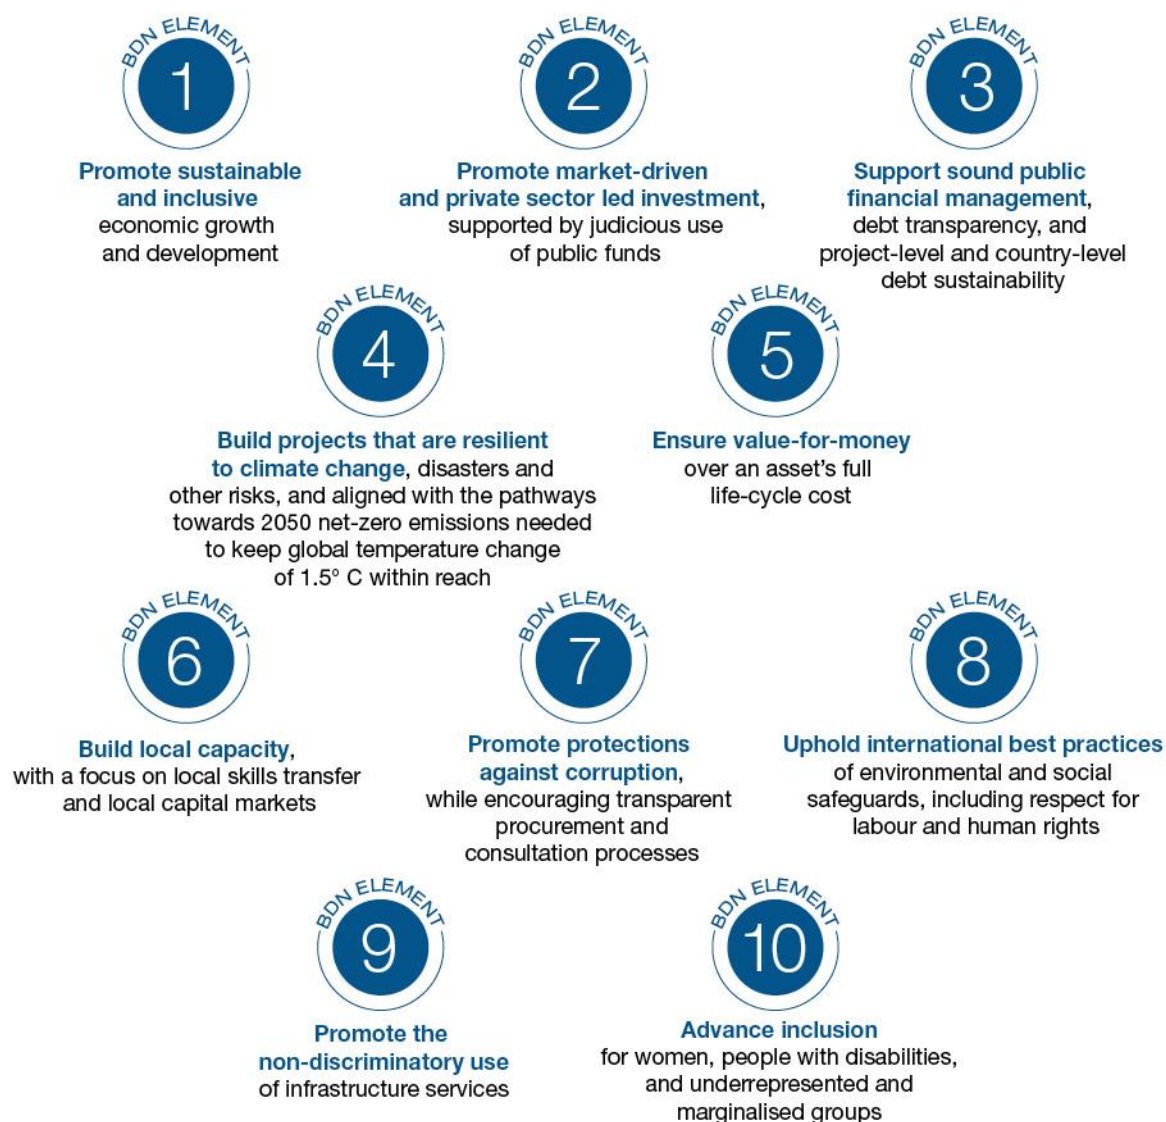 BDN ELEMENT
1
Promote sustainable
and inclusive
economic growth
and development
BDN ELEMENT
2
Promote market-driven
and private sector led investment,
supported by judicious use
of public funds
BDN ELEMENT
3
Support sound public
financial management,
debt transparency, and
project-level and country-level
debt sustainability
BDN ELEMENT
4
Build projects that are resilient
to climate change, disasters and
other risks, and aligned with the pathways
towards 2050 net-zero emissions needed
to keep global temperature change
of 1.5° C within reach
BDN ELEMENT
5
Ensure value-for-money
over an asset’s full
life-cycle cost
BDN ELEMENT
6
Build local capacity,
with a focus on local skills transfer
and local capital markets
BDN ELEMENT
7
Promote protections
against corruption,
while encouraging transparent
procurement and
consultation processes
BDN ELEMENT
8
Uphold international best practices
of environmental and social
safeguards, including respect for
labour and human rights
BDN ELEMENT
9
Promote the
non-discriminatory use
of infrastructure services
BDN ELEMENT
10
Advance inclusion
for women, people with disabilities,
and underrepresented and
marginalised groups